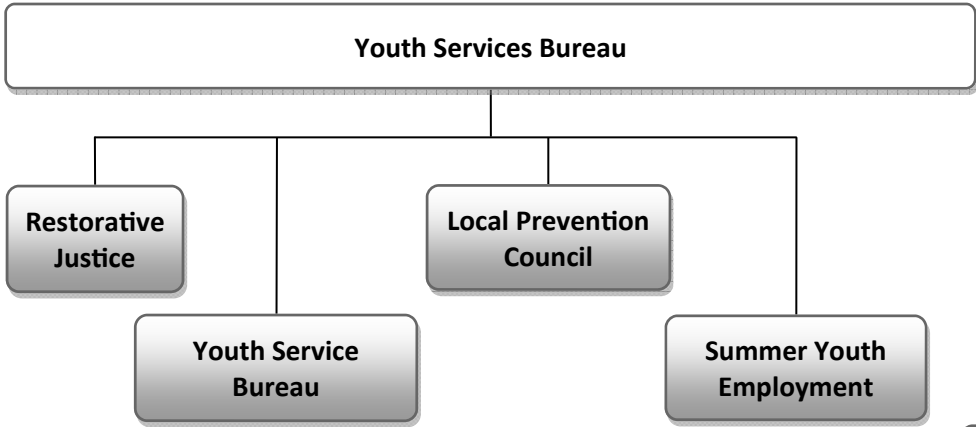 Youth Services Bureau
Restorative
Justice
Local Prevention
Council
Youth Service
Bureau
Summer Youth
Employment